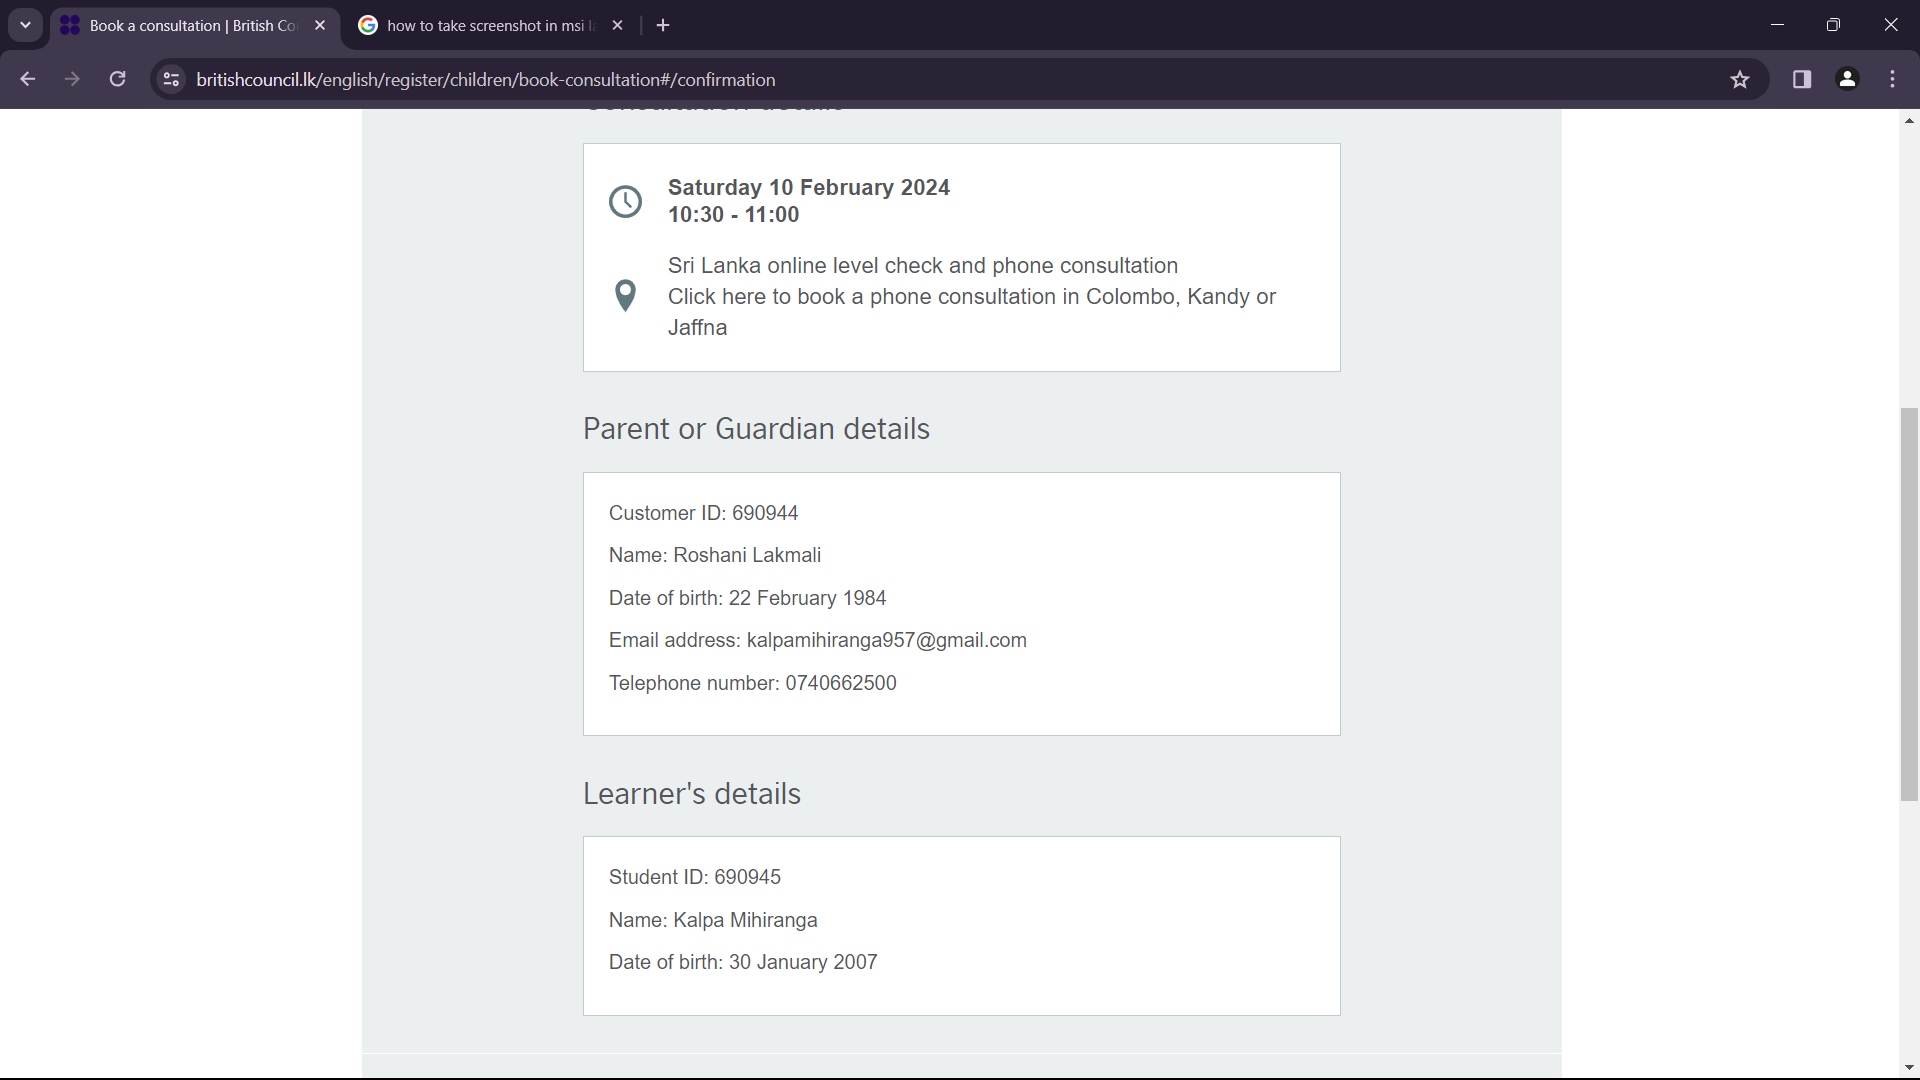 Book a consultation | British Co
how to take screenshot in msi l
britishcouncil.lk/english/register/children/book-consultation#/confirmation
Consultation details
Saturday 10 February 2024
10:30 - 11:00
Sri Lanka online level check and phone consultation
Click here to book a phone consultation in Colombo, Kandy or
Jaffna
Parent or Guardian details
Customer ID: 690944
Name: Roshani Lakmali
Date of birth: 22 February 1984
Email address: kalpamihiranga957@gmail.com
Telephone number: 0740662500
Learner's details
Student ID: 690945
Name: Kalpa Mihiranga
Date of birth: 30 January 2007